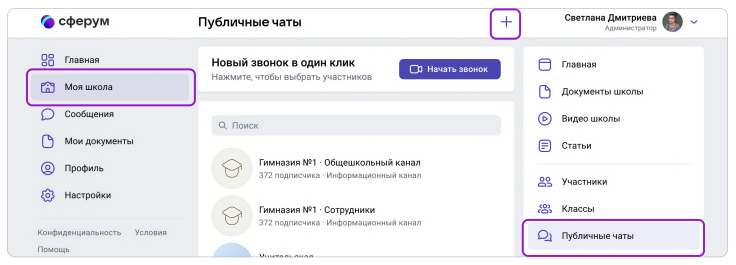 сферум
Публичные чаты
Светлана Дмитриева
Администратор
Главная
Моя школа
Сообщения
Мои документы
Профиль
Настройки
Конфиденциальность Условия
Помощь
Новый звонок в один клик
Нажмите, чтобы выбрать участников
Начать звонок
Поиск
Гимназия №1 · Общешкольный канал
372 подписчика · Информационный канал
Гимназия №1 · Сотрудники
372 подписчика · Информационный канал
Учительская
Главная
Документы школы
Видео школы
Статьи
Участники
Классы
Публичные чаты